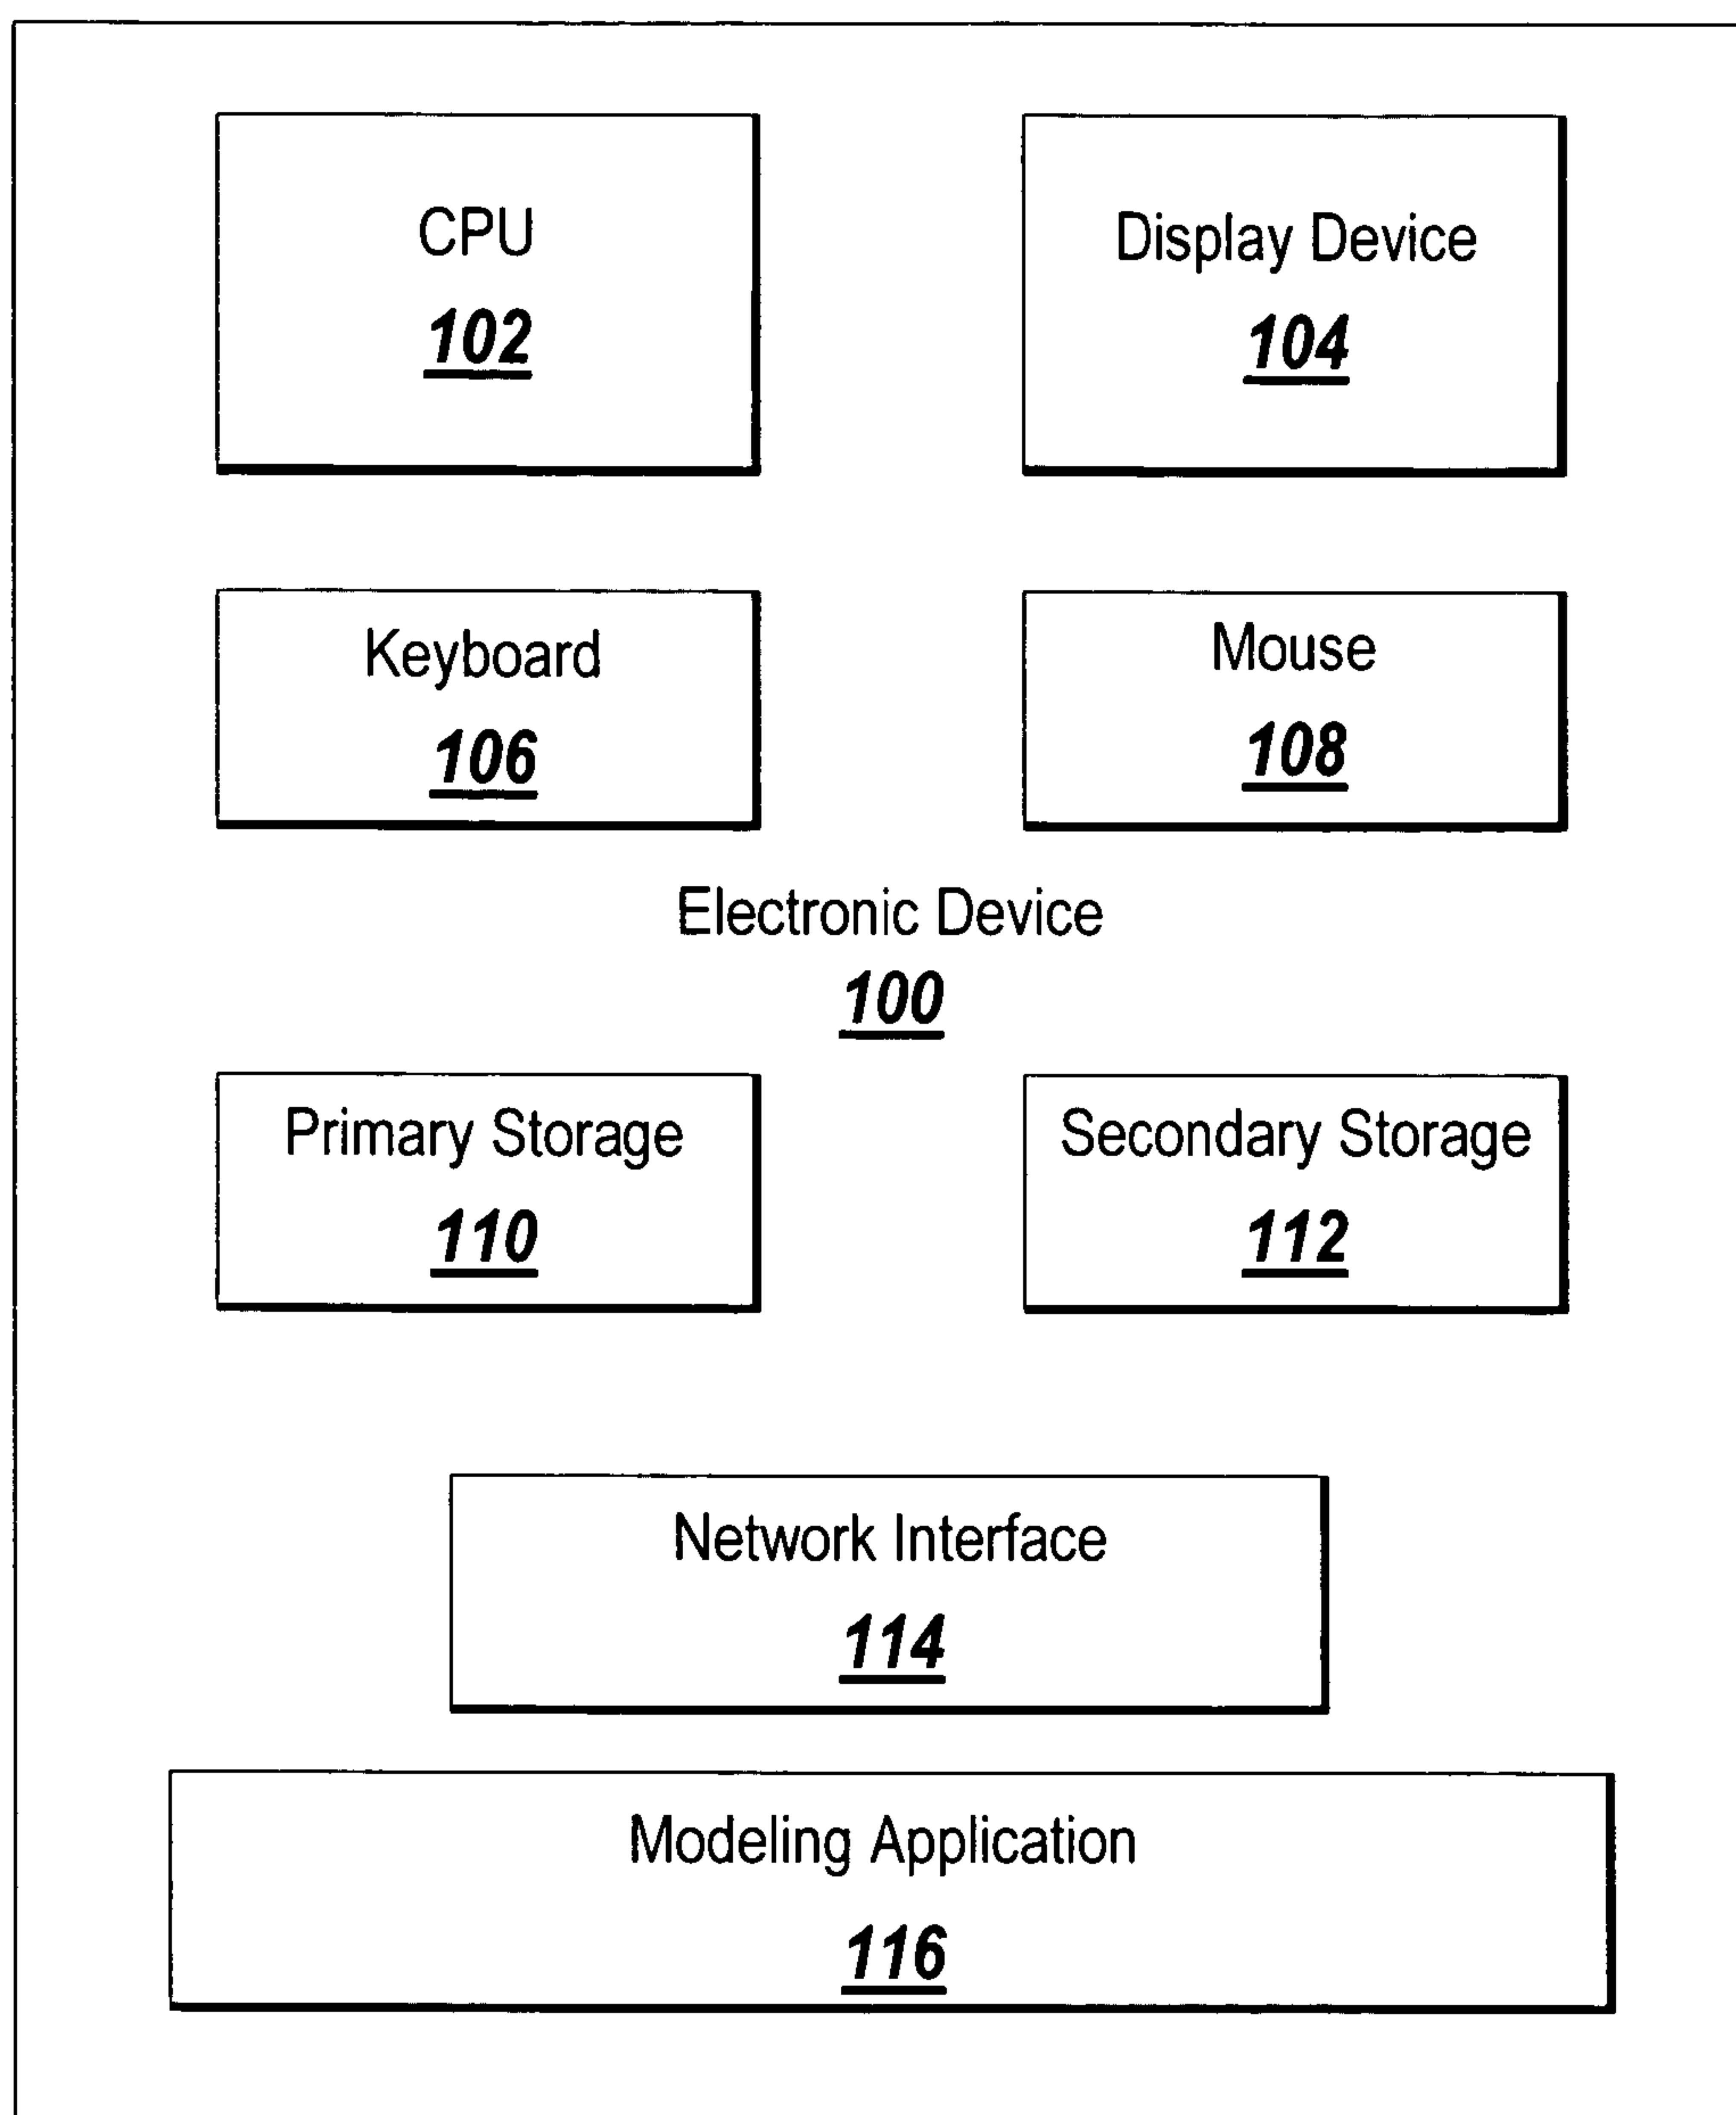 CPU
102
Display Device
104
Keyboard
106
Mouse
108
Electronic Device
100
Primary Storage
110
Secondary Storage
112
Network Interface
114
Modeling Application
116